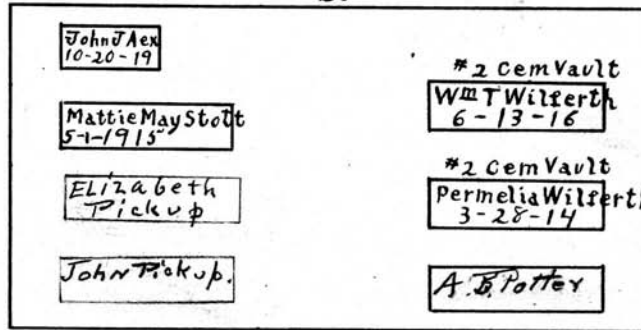 John J Aex
10-20-19
Mattie May Stott
5-1-1915
ELizabeth
Pickup
John Pickup.
#2 Cem Vault
Wm T Wilferth
6-13-16
#2 Cem Vault
Permelia Wilferth
3-28-14
A. B. Potter